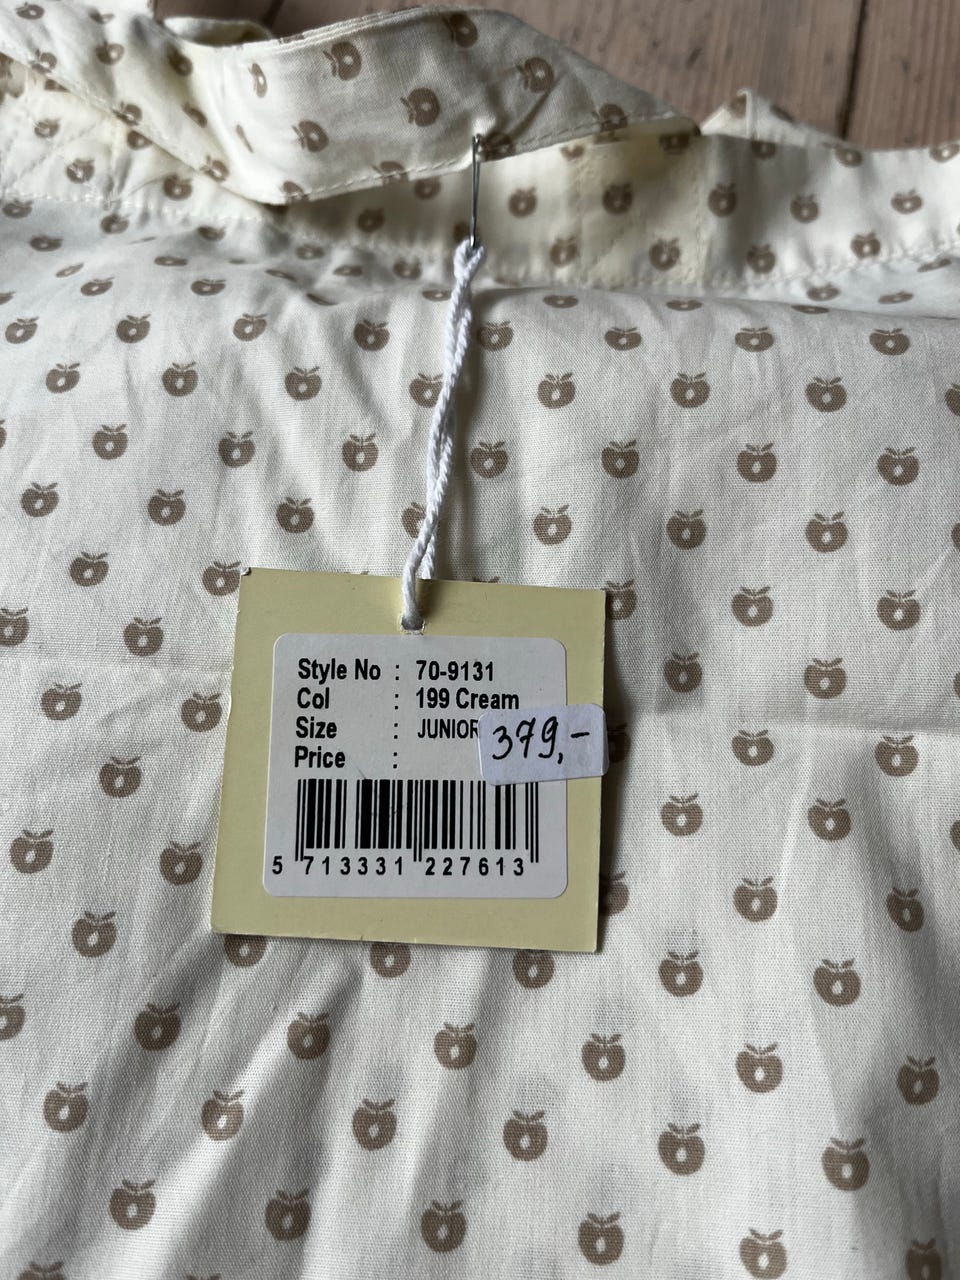 Style No : 70-9131
Col : 199 Cream
Size : JUNIOR
Price :
379,-
5 713331 227613